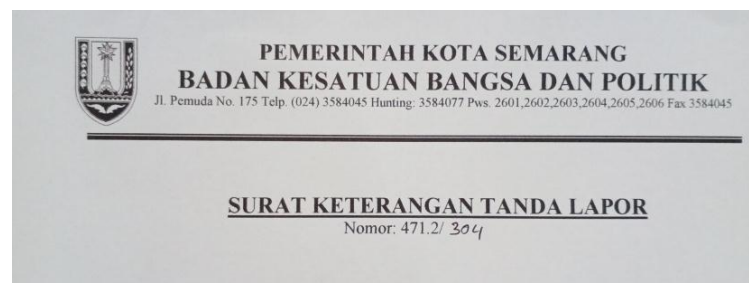 PEMERINTAH KOTA SEMARANG
BADAN KESATUAN BANGSA DAN POLITIK
Jl. Pemuda No. 175 Telp. (024) 3584045 Hunting: 3584077 Pws. 2601,2602,2603,2604,2605,2606 Fax 3584045
SURAT KETERANGAN TANDA LAPOR
Nomor: 471.2/ 304